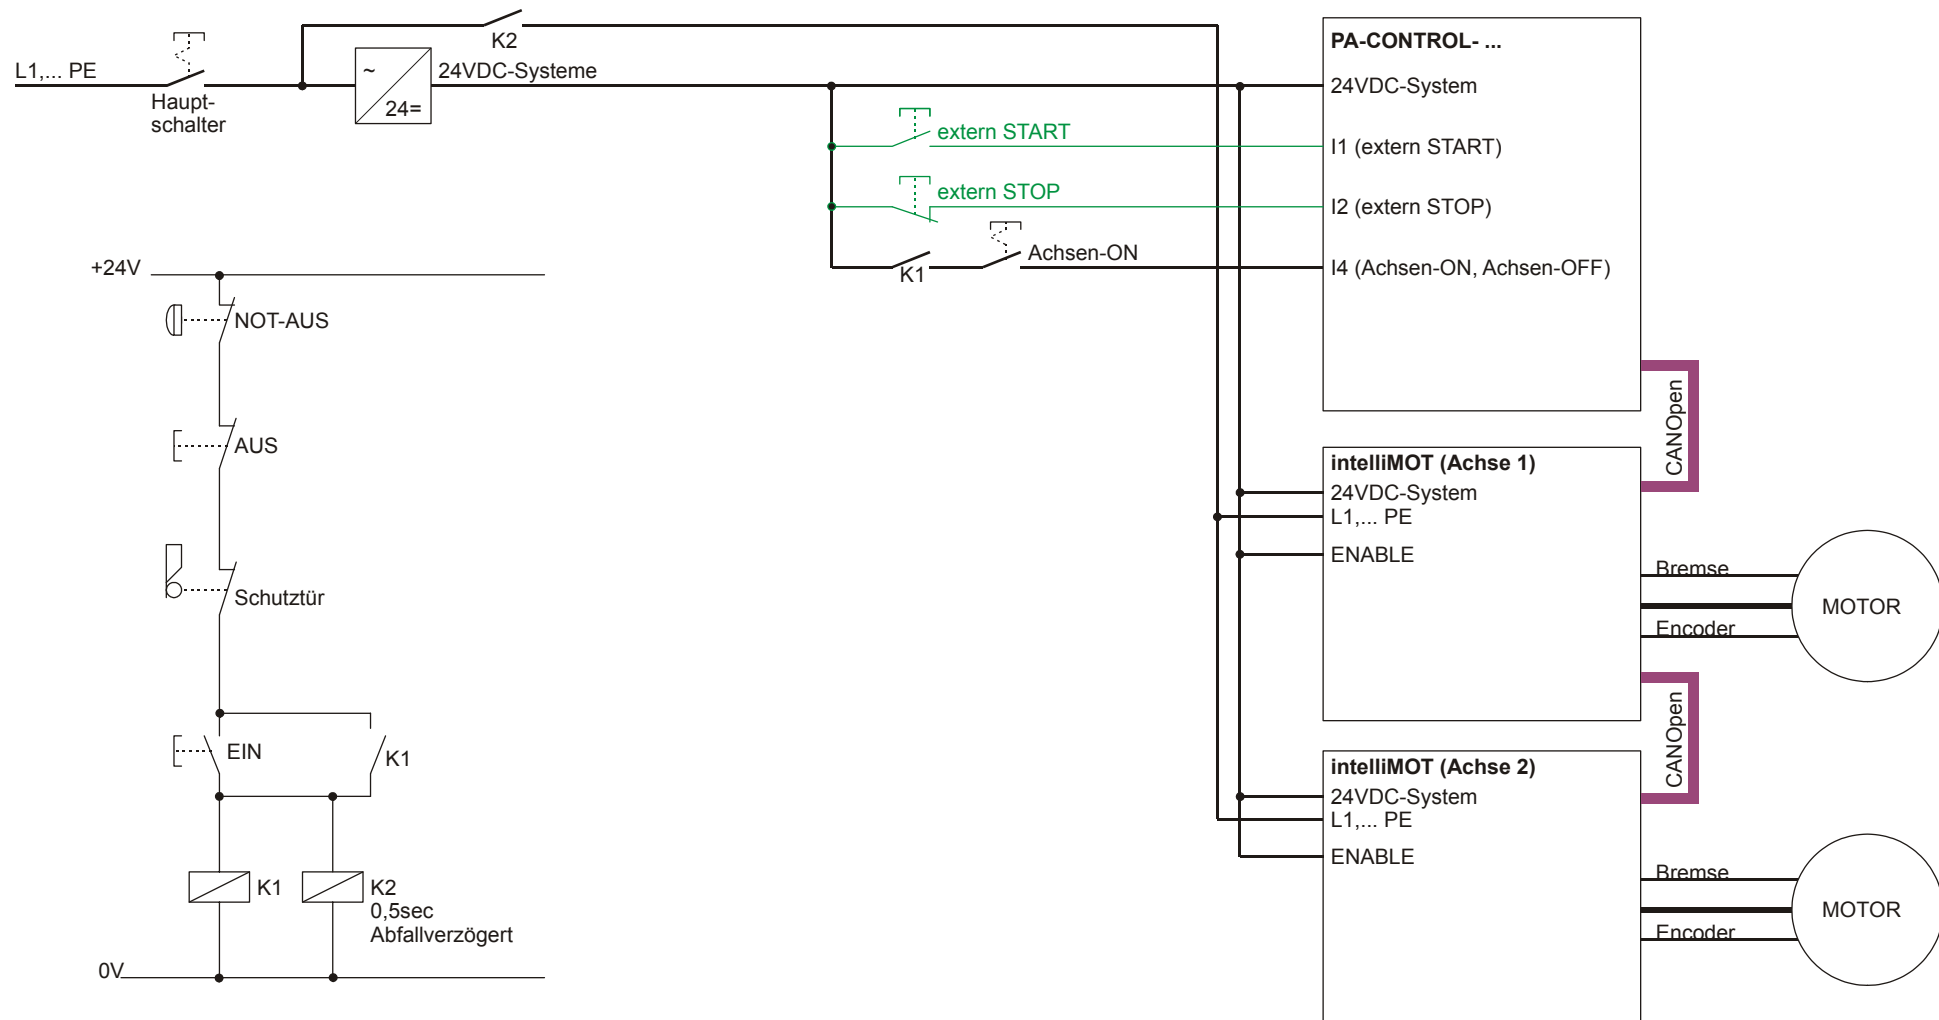 K2
L1,... PE
Haupt-
schalter
~
24=
24VDC-Systeme
extern START
extern STOP
K1
Achsen-ON
PA-CONTROL- ...
24VDC-System
I1 (extern START)
I2 (extern STOP)
I4 (Achsen-ON, Achsen-OFF)
CANOpen
+24V
NOT-AUS
AUS
Schutztür
EIN
K1
K1
K2
0,5sec
Abfallverzögert
0V
intelliMOT (Achse 1)
24VDC-System
L1,... PE
ENABLE
Bremse
Encoder
MOTOR
CANOpen
intelliMOT (Achse 2)
24VDC-System
L1,... PE
ENABLE
Bremse
Encoder
MOTOR